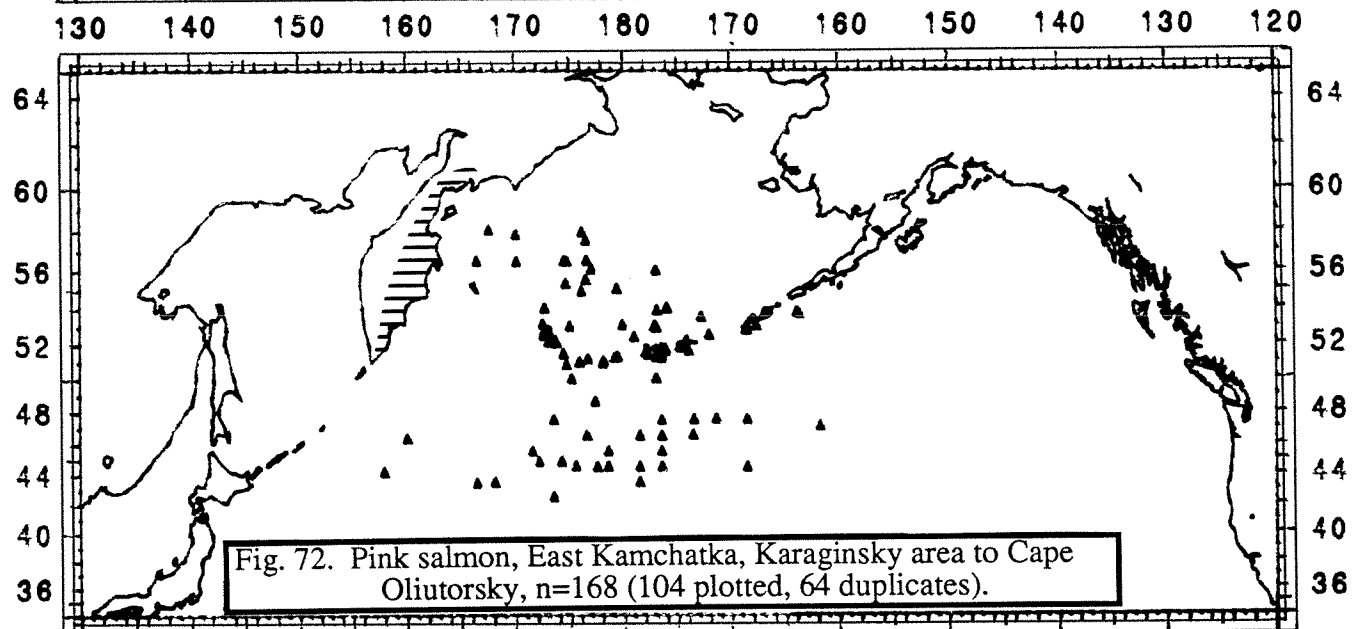 130 140 150 160 170 180 170 160 150 140 130 120
64 64
60 60
56 56
52 52
48 48
44 44
40 40
36 36
Fig. 72. Pink salmon, East Kamchatka, Karaginsky area to Cape
Oliutorsky, n=168 (104 plotted, 64 duplicates).